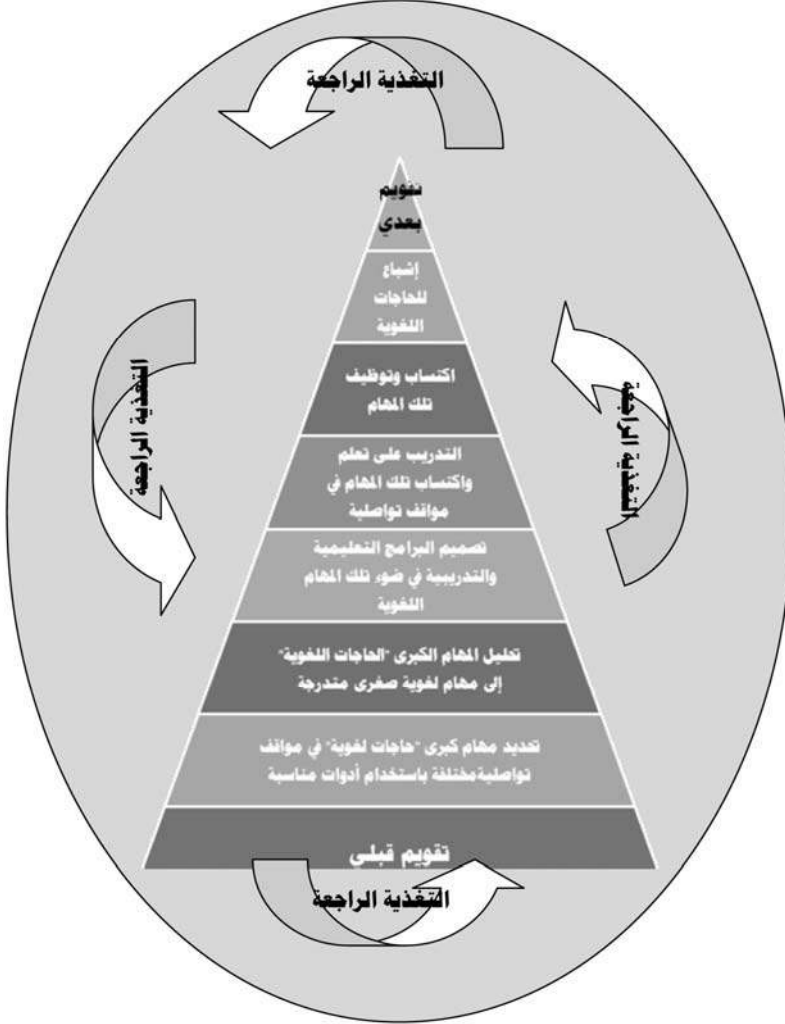 التغذية الراجعة
تقويم
بعدي
إشباع
للحاجات
اللغوية
اكتساب وتوظيف
تلك المهام
التدريب على تعلم
واكتساب تلك المهام في
مواقف تواصلية
تصميم البرامج التعليمية
والتدريبية في ضوء تلك المهام
اللغوية
تحليل المهام الكبرى "الحاجات اللغوية"
إلى مهام لغوية صغرى متدرجة
تحديد مهام كبرى "حاجات لغوية" في مواقف
تواصلية مختلفة باستخدام أدوات مناسبة
تقويم قبلي
التغذية الراجعة
التغذية الراجعة
التغذية الراجعة